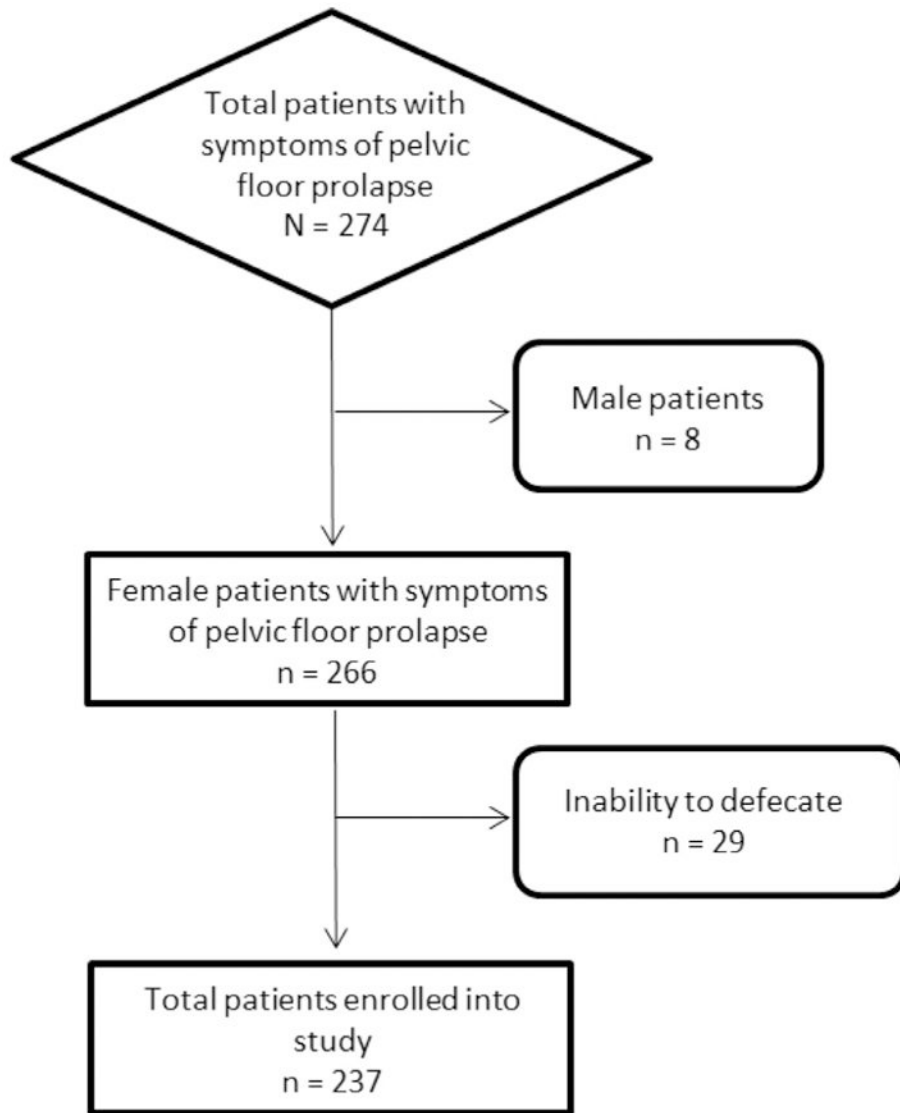 Total patients with
symptoms of pelvic
floor prolapse
N = 274
Male patients
n = 8
Female patients with symptoms
of pelvic floor prolapse
n = 266
Inability to defecate
n = 29
Total patients enrolled into
study
n = 237